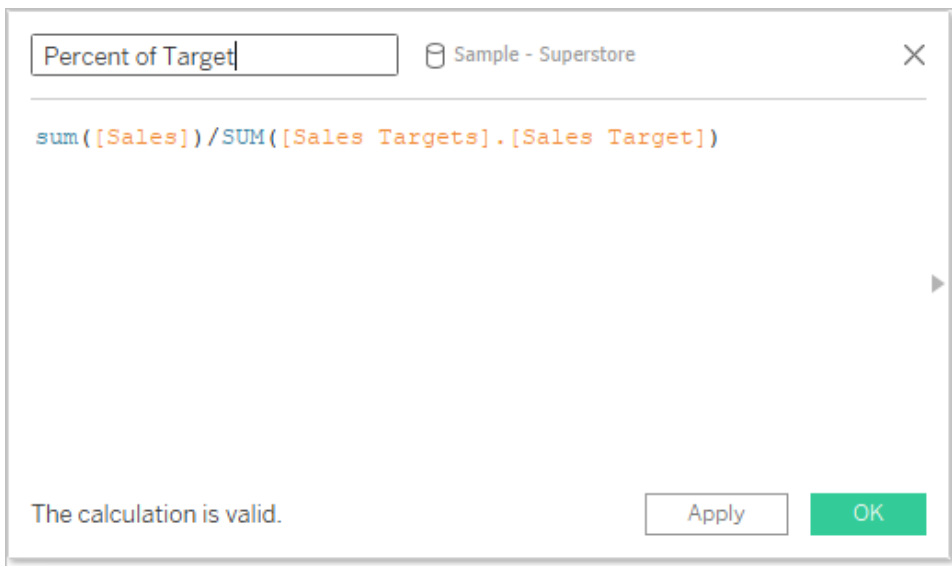 Percent of Target
Sample - Superstore
sum([Sales])/SUM([Sales Targets].[Sales Target])
The calculation is valid.
Apply
OK